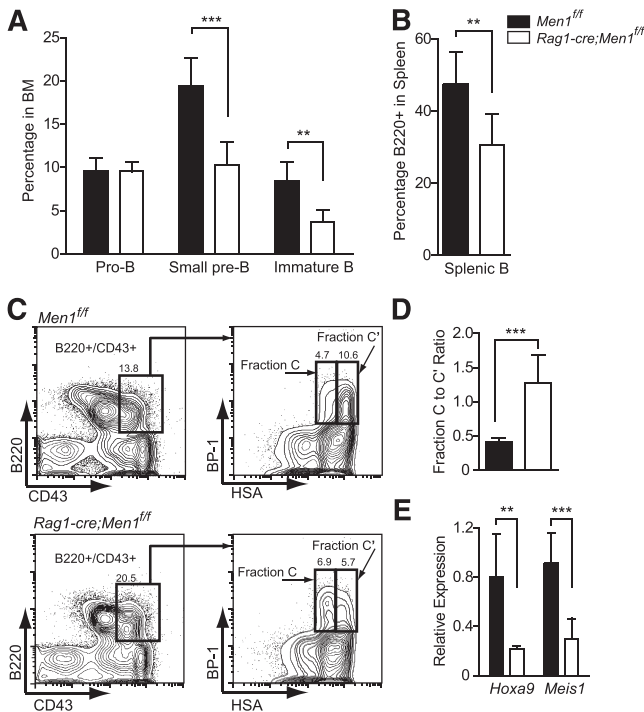 A
Percentage in BM
25
20
15
10
5
0
***
**
Pro-B Small pre-B Immature B
B
Percentage B220+ in Spleen
60
40
20
0
**
Splenic B
Men1f/f
Rag1-cre;Men1f/f
C
Men1f/f
B220+/CD43+
13.8
B220
CD43
Fraction C'
Fraction C
4.7 10.6
BP-1
HSA
Rag1-cre;Men1f/f
B220+/CD43+
20.5
B220
CD43
Fraction C'
Fraction C
6.9 5.7
BP-1
HSA
D
Fraction C to C' Ratio
2.0
1.5
1.0
0.5
0
***
E
Relative Expression
1.2
0.8
0.4
0
**
***
Hoxa9 Meis1